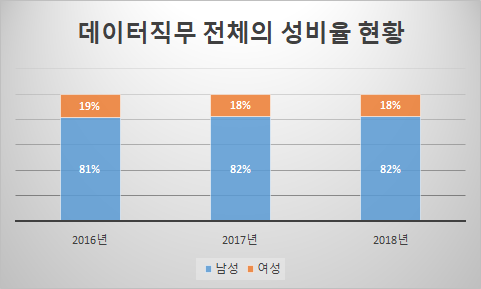 데이터직무 전체의 성비율 현황
19% 18% 18%
81% 82% 82%
2016년 2017년 2018년
남성 여성